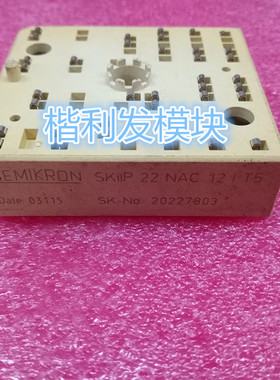 楷利发模块
SEMIKRON SKiiP 22 NAC 12 I T5
Date 03115 SK-No. 20227803